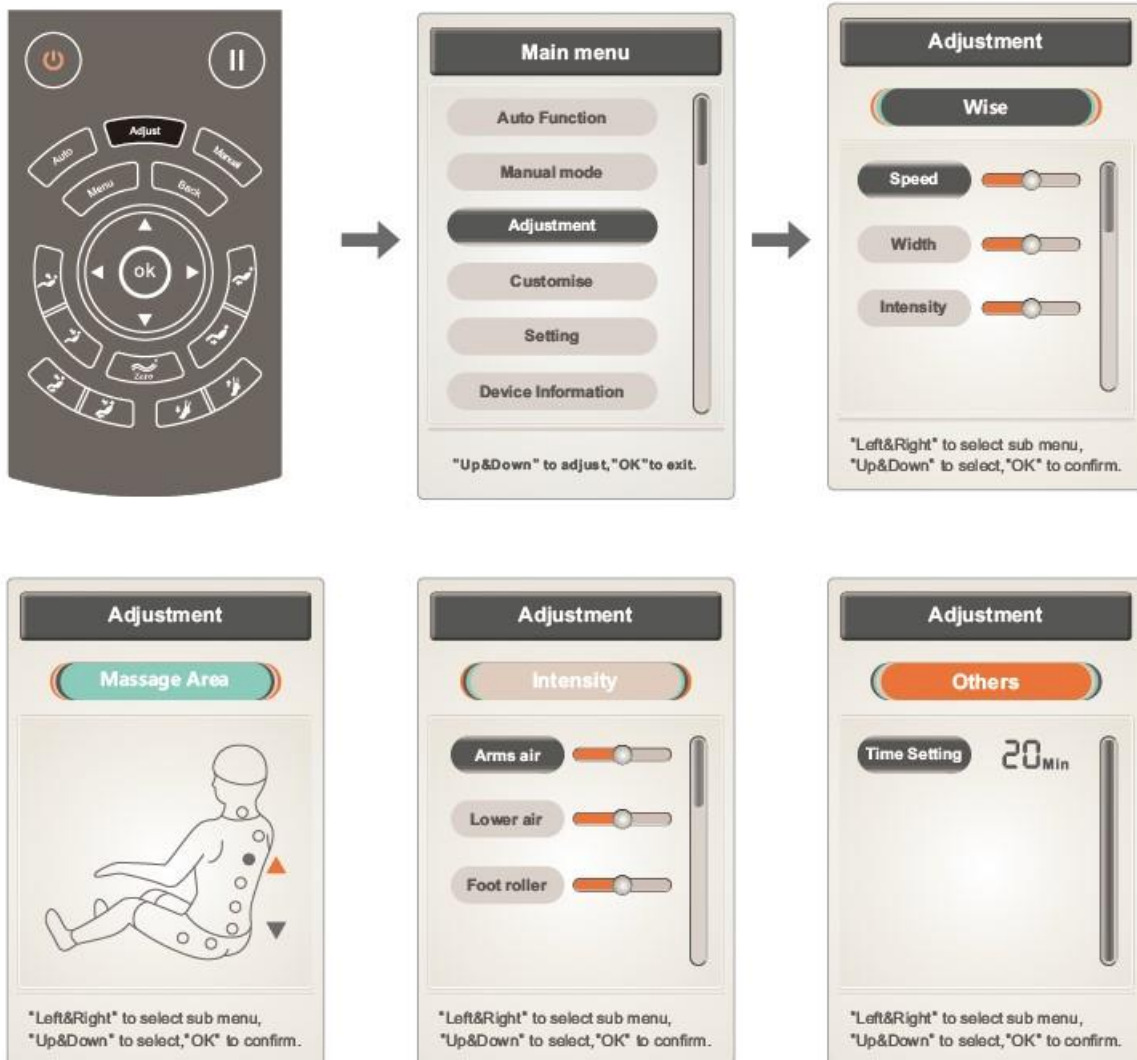 Adjust
Auto
Manual
Menu
Back
ok
Zero
Main menu
Auto Function
Manual mode
Adjustment
Customise
Setting
Device Information
"Up&Down" to adjust,"OK"to exit.
Adjustment
Wise
Speed
Width
Intensity
"Left&Right" to select sub menu,
"Up&Down" to select,"OK" to confirm.
Adjustment
Massage Area
"Left&Right" to select sub menu,
"Up&Down" to select,"OK" to confirm.
Adjustment
Intensity
Arms air
Lower air
Foot roller
"Left&Right" to select sub menu,
"Up&Down" to select,"OK" to confirm.
Adjustment
Others
Time Setting 20 Min
"Left&Right" to select sub menu,
"Up&Down" to select,"OK" to confirm.